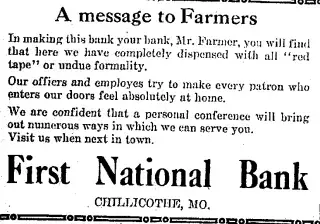 A message to Farmers
In making this bank your bank, Mr. Farmer, you will find
that here we have completely dispensed with all "red
tape" or undue formality.
Our offiers and employes try to make every patron who
enters our doors feel absolutely at home.
We are confident that a personal conference will bring
out numerous ways in which we can serve you.
Visit us when next in town.
First National Bank
CHILLICOTHE, MO.